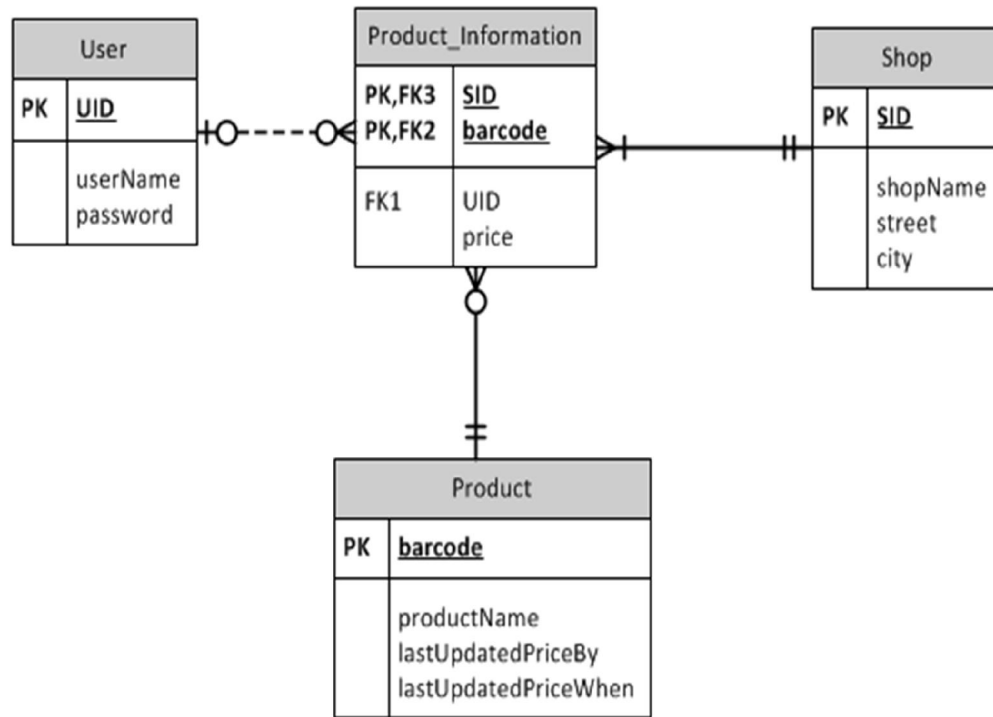 User
PK UID
userName
password
Product_Information
PK,FK3 SID
PK,FK2 barcode
FK1 UID
price
Shop
PK SID
shopName
street
city
Product
PK barcode
productName
lastUpdatedPriceBy
lastUpdatedPriceWhen